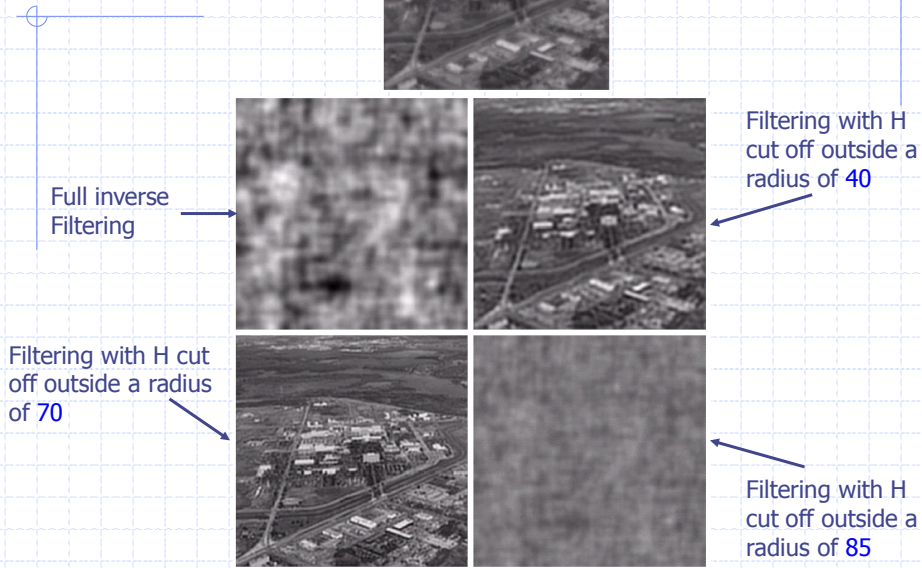 Filtering with H
cut off outside a
radius of 40
Full inverse
Filtering
Filtering with H cut
off outside a radius
of 70
Filtering with H
cut off outside a
radius of 85